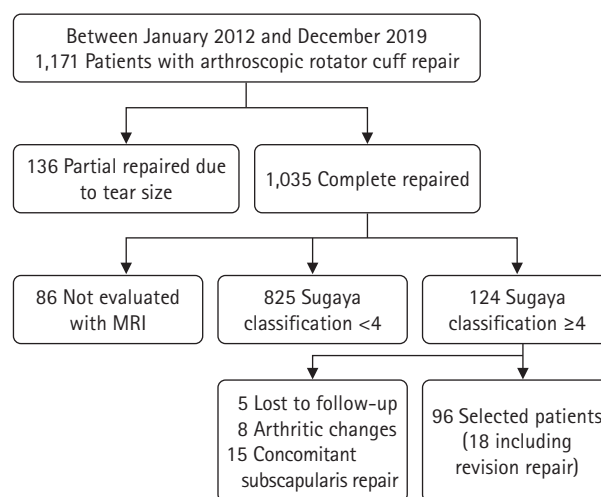 Between January 2012 and December 2019
1,171 Patients with arthroscopic rotator cuff repair
136 Partial repaired due
to tear size
1,035 Complete repaired
86 Not evaluated
with MRI
825 Sugaya
classification <4
124 Sugaya
classification ≥4
5 Lost to follow-up
8 Arthritic changes
15 Concomitant
subscapularis repair
96 Selected patients
(18 including
revision repair)